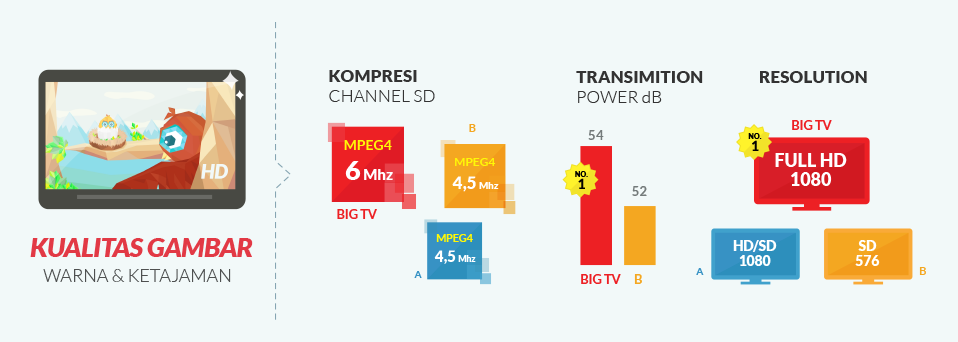 HD
KUALITAS GAMBAR
WARNA & KETAJAMAN
KOMPRESI
CHANNEL SD
MPEG4
6 Mhz
BIG TV
B
MPEG4
4,5 Mhz
MPEG4
4,5 Mhz
A
TRANSIMITION
POWER dB
54
NO.
1
52
BIG TV
B
RESOLUTION
BIG TV
NO.
1
FULL HD
1080
HD/SD
1080
A
SD
576
B